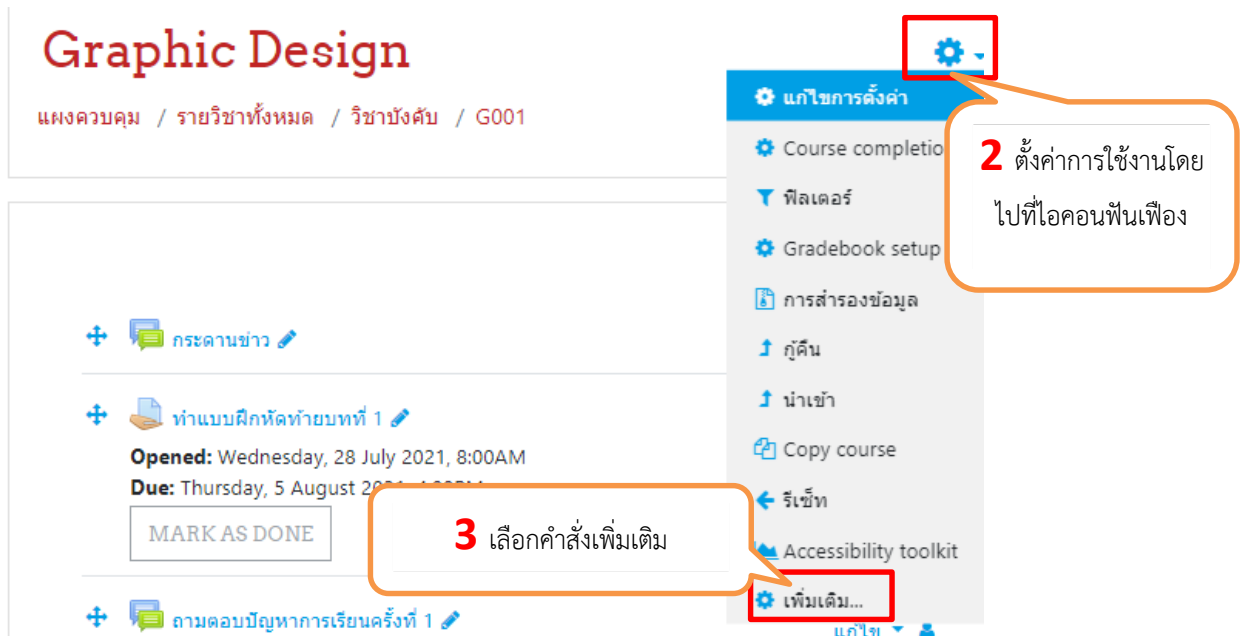 Graphic Design
แผงควบคุม / รายวิชาทั้งหมด / วิชาบังคับ / G001
แก้ไขการตั้งค่า
Course completio
ฟิลเตอร์
Gradebook setup
การสำรองข้อมูล
กู้คืน
นำเข้า
Copy course
รีเซ็ท
Accessibility toolkit
เพิ่มเติม...
2 ตั้งค่าการใช้งานโดย
ไปที่ไอคอนฟันเฟือง
กระดานข่าว
ทำแบบฝึกหัดท้ายบทที่ 1
Opened: Wednesday, 28 July 2021, 8:00AM
Due: Thursday, 5 August
MARK AS DONE
3 เลือกคำสั่งเพิ่มเติม
ถามตอบปัญหาการเรียนครั้งที่ 1
แก้ไข